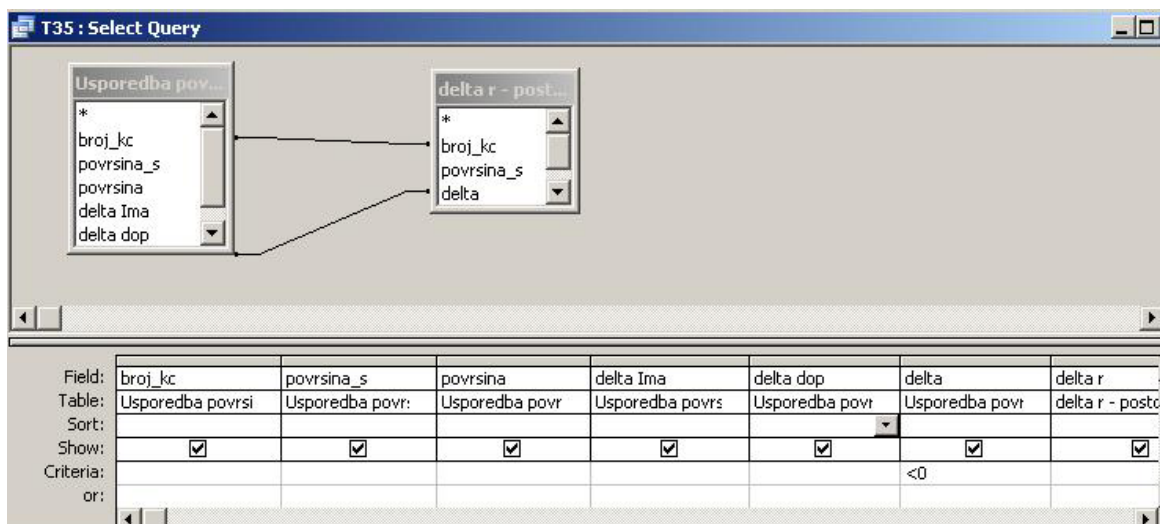 T35 : Select Query
Usporedba pov...
*
broj_kc
povrsina_s
povrsina
delta Ima
delta dop
delta r - post...
*
broj_kc
povrsina_s
delta
Field: broj_kc povrsina_s povrsina delta Ima delta dop delta delta r
Table: Usporedba povrsi Usporedba povr: Usporedba povr Usporedba povrs Usporedba povr Usporedba povr delta r - posto
Sort:
Show:
Criteria: <0
or: